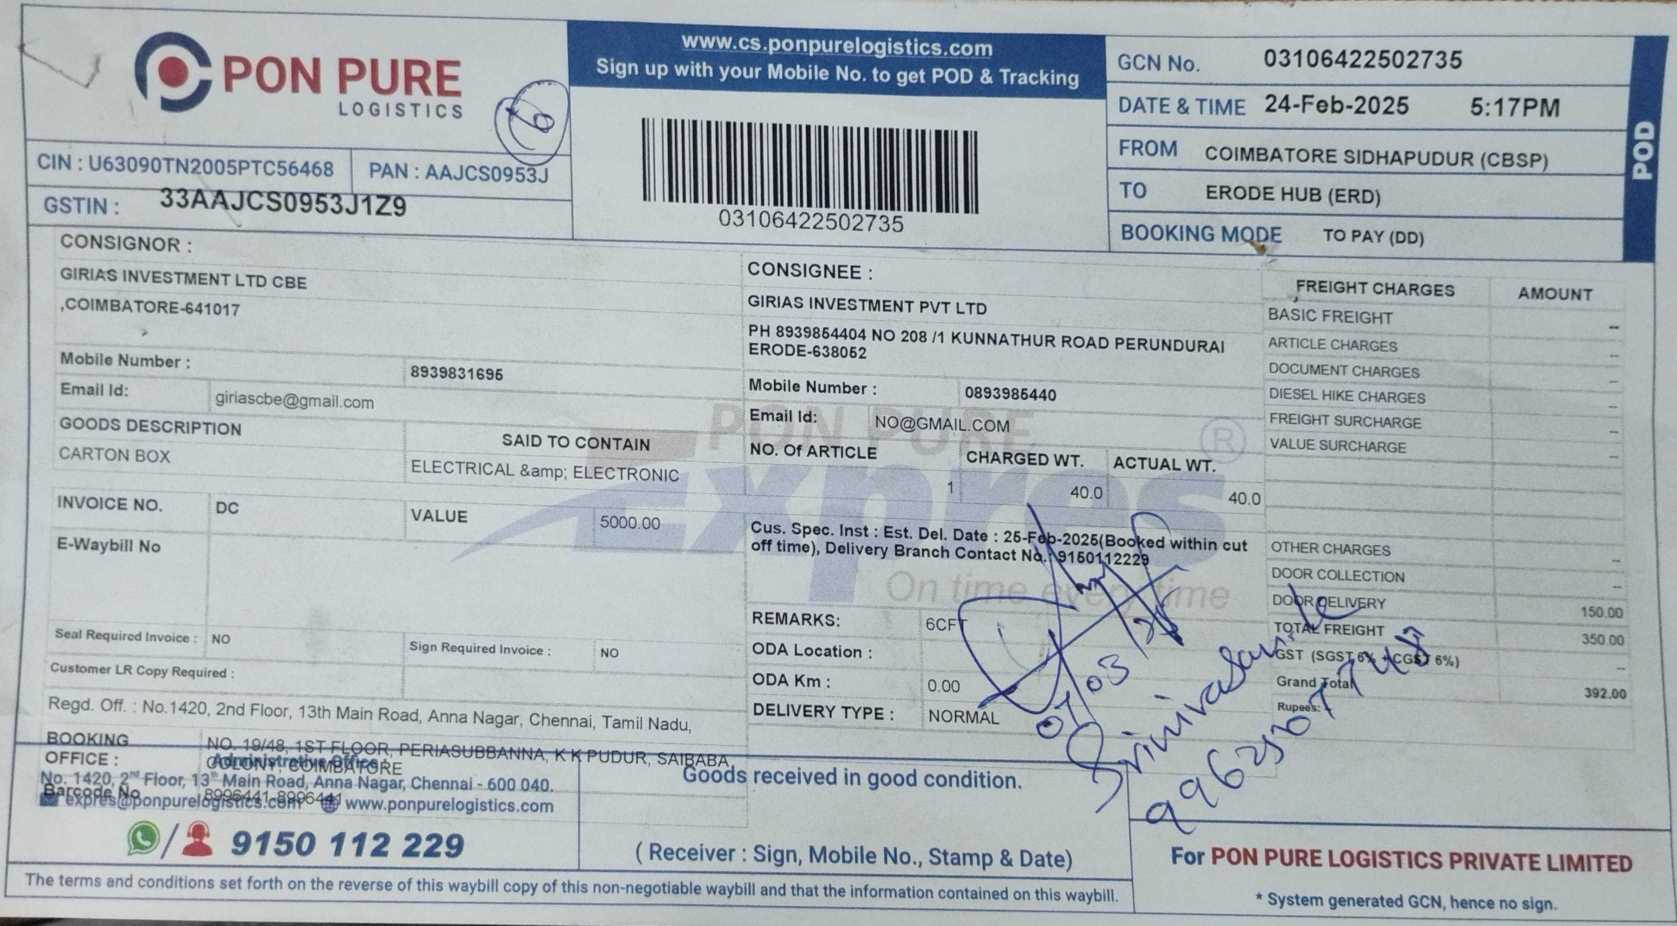 PON PURE
LOGISTICS
www.cs.ponpurelogistics.com
Sign up with your Mobile No. to get POD & Tracking
03106422502735
GCN No. 03106422502735
DATE & TIME 24-Feb-2025 5:17PM
FROM COIMBATORE SIDHAPUDUR (CBSP)
TO ERODE HUB (ERD)
BOOKING MODE TO PAY (DD)
POD
CIN : U63090TN2005PTC56468 PAN : AAJCS0953J
GSTIN : 33AAJCS0953J1Z9
CONSIGNOR :
GIRIAS INVESTMENT LTD CBE
,COIMBATORE-641017
Mobile Number : 8939831695
Email Id: giriascbe@gmail.com
GOODS DESCRIPTION SAID TO CONTAIN
CARTON BOX ELECTRICAL &amp; ELECTRONIC
INVOICE NO. DC VALUE 5000.00
E-Waybill No
Seal Required Invoice : NO Sign Required Invoice : NO
Customer LR Copy Required :
Regd. Off. : No.1420, 2nd Floor, 13th Main Road, Anna Nagar, Chennai, Tamil Nadu,
BOOKING OFFICE : NO. 19/48, 1ST FLOOR, PERIASUBBANNA, K K PUDUR, SAIBABA
COLONY, COIMBATORE
Administrative Office :
No. 1420, 2nd Floor, 13th Main Road, Anna Nagar, Chennai - 600 040.
Barcode No 8996441-8996441
expres@ponpurelogistics.com www.ponpurelogistics.com
/ 9150 112 229
CONSIGNEE :
GIRIAS INVESTMENT PVT LTD
PH 8939854404 NO 208 /1 KUNNATHUR ROAD PERUNDURAI
ERODE-638052
Mobile Number : 0893985440
Email Id: NO@GMAIL.COM
NO. Of ARTICLE CHARGED WT. ACTUAL WT.
1 40.0 40.0
PON PURE
Expres ®
On time every time
Cus. Spec. Inst : Est. Del. Date : 25-Feb-2025(Booked within cut
off time), Delivery Branch Contact No.: 9150112229
REMARKS: 6CFT
ODA Location :
ODA Km : 0.00
DELIVERY TYPE : NORMAL
FREIGHT CHARGES AMOUNT
BASIC FREIGHT --
ARTICLE CHARGES --
DOCUMENT CHARGES --
DIESEL HIKE CHARGES --
FREIGHT SURCHARGE --
VALUE SURCHARGE --
OTHER CHARGES --
DOOR COLLECTION --
DOOR DELIVERY 150.00
TOTAL FREIGHT 350.00
GST (SGST 6% + CGST 6%) --
Grand Total 392.00
Rupees:
Goods received in good condition.
( Receiver : Sign, Mobile No., Stamp & Date)
For PON PURE LOGISTICS PRIVATE LIMITED
* System generated GCN, hence no sign.
The terms and conditions set forth on the reverse of this waybill copy of this non-negotiable waybill and that the information contained on this waybill.